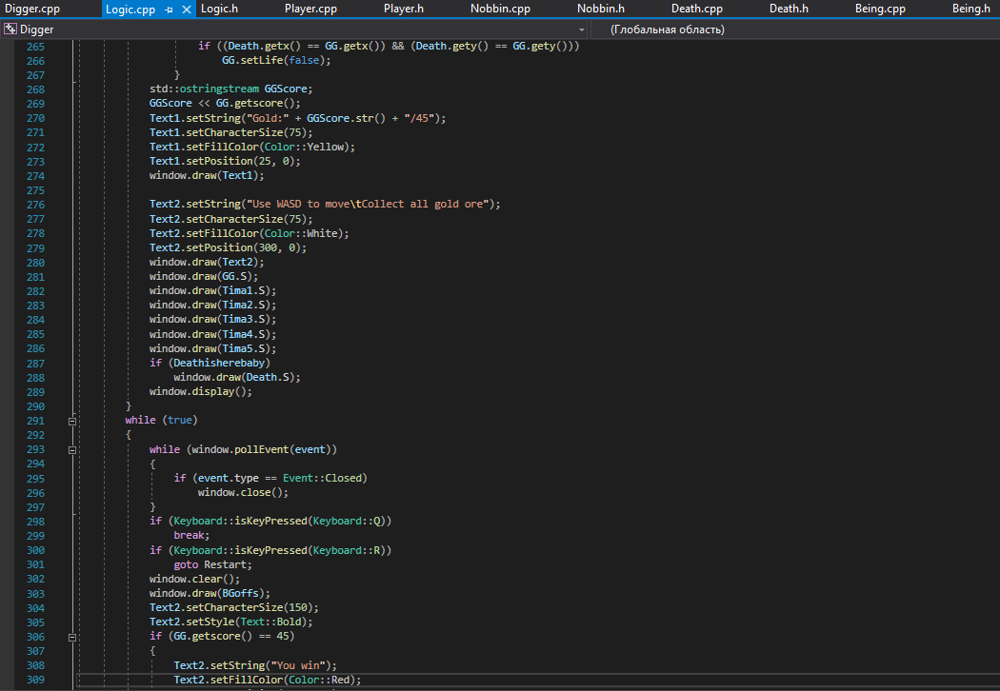 Digger.cpp Logic.cpp Logic.h Player.cpp Player.h Nobbin.cpp Nobbin.h Death.cpp Death.h Being.cpp Being.h
Digger (Глобальная область)
265 if ((Death.getx() == GG.getx()) && (Death.gety() == GG.gety()))
266 GG.setLife(false);
267 }
268 std::ostringstream GGScore;
269 GGScore << GG.getscore();
270 Text1.setString("Gold:" + GGScore.str() + "/45");
271 Text1.setCharacterSize(75);
272 Text1.setFillColor(Color::Yellow);
273 Text1.setPosition(25, 0);
274 window.draw(Text1);
275
276 Text2.setString("Use WASD to move\tCollect all gold ore");
277 Text2.setCharacterSize(75);
278 Text2.setFillColor(Color::White);
279 Text2.setPosition(300, 0);
280 window.draw(Text2);
281 window.draw(GG.S);
282 window.draw(Tima1.S);
283 window.draw(Tima2.S);
284 window.draw(Tima3.S);
285 window.draw(Tima4.S);
286 window.draw(Tima5.S);
287 if (Deathisherebaby)
288 window.draw(Death.S);
289 window.display();
290 }
291 while (true)
292 {
293 while (window.pollEvent(event))
294 {
295 if (event.type == Event::Closed)
296 window.close();
297 }
298 if (Keyboard::isKeyPressed(Keyboard::Q))
299 break;
300 if (Keyboard::isKeyPressed(Keyboard::R))
301 goto Restart;
302 window.clear();
303 window.draw(BGoffs);
304 Text2.setCharacterSize(150);
305 Text2.setStyle(Text::Bold);
306 if (GG.getscore() == 45)
307 {
308 Text2.setString("You win");
309 Text2.setFillColor(Color::Red);